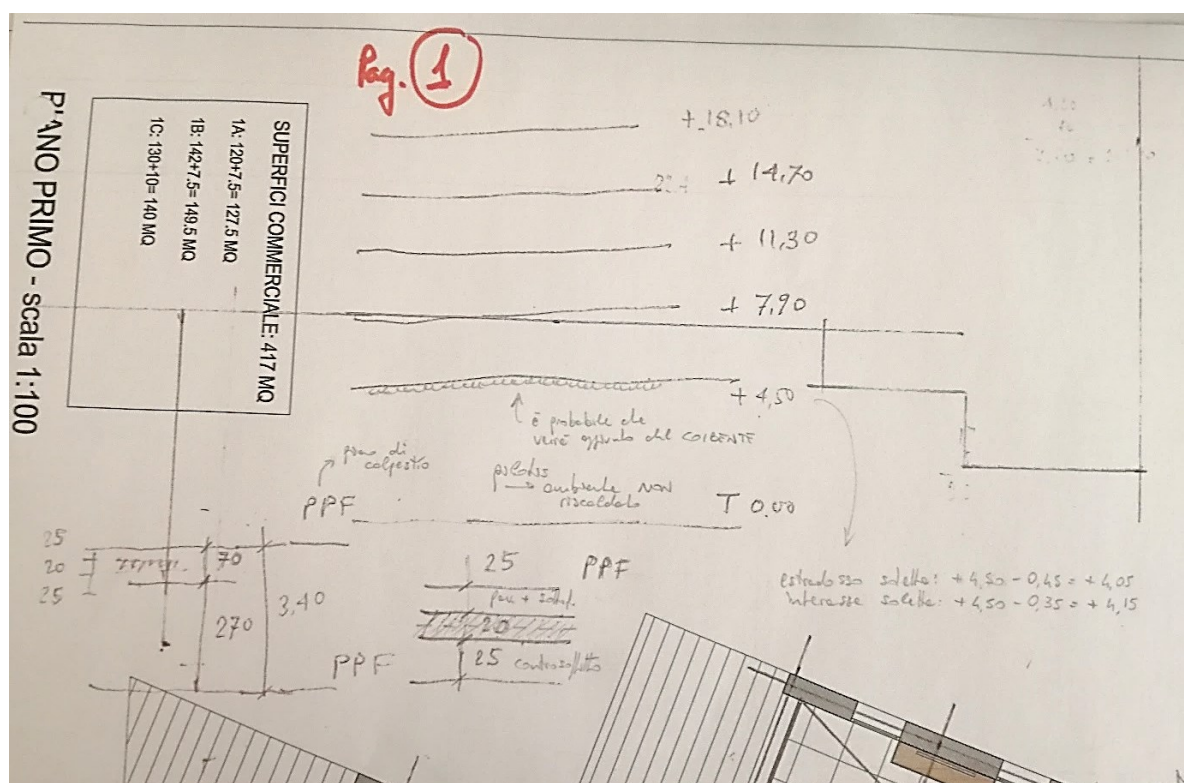 Pag. 1
PIANO PRIMO - scala 1:100
SUPERFICI COMMERCIALE: 417 MQ
1A: 120+7.5= 127.5 MQ
1B: 142+7.5= 149.5 MQ
1C: 130+10= 140 MQ
+ 18,10
+ 14,70
+ 11,30
+ 7,90
+ 4,50
è probabile che
verrà aggiunto del COIBENTE
piano di
calpestio
PPF
pilotis
→ ambiente NON
riscaldato
0,00
25
20
25
70
270
3,40
PPF
25
PPF
20
25 controsoffitto
estradosso soletta: + 4,50 - 0,45 = + 4,05
interasse soletta: + 4,50 - 0,35 = + 4,15